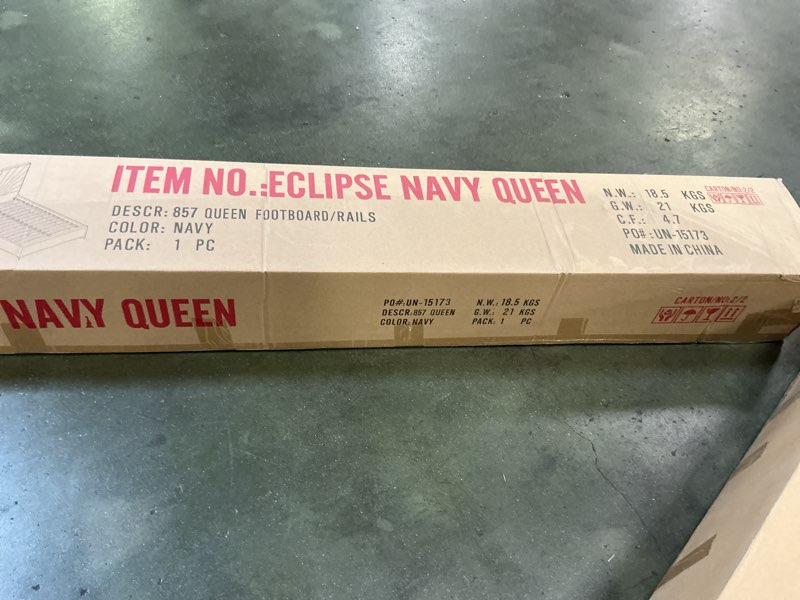 ITEM NO.:ECLIPSE NAVY QUEEN
DESCR: 857 QUEEN FOOTBOARD/RAILS
COLOR: NAVY
PACK: 1 PC
N.W.: 18.5 KGS
G.W.: 21 KGS
C.F.: 4.7
PO#:UN-15173
MADE IN CHINA
CARTON/NO:2/2
NAVY QUEEN
PO#:UN-15173
DESCR:857 QUEEN
COLOR:NAVY
N.W.:18.5 KGS
G.W.: 21 KGS
PACK: 1 PC
CARTON/NO:2/2